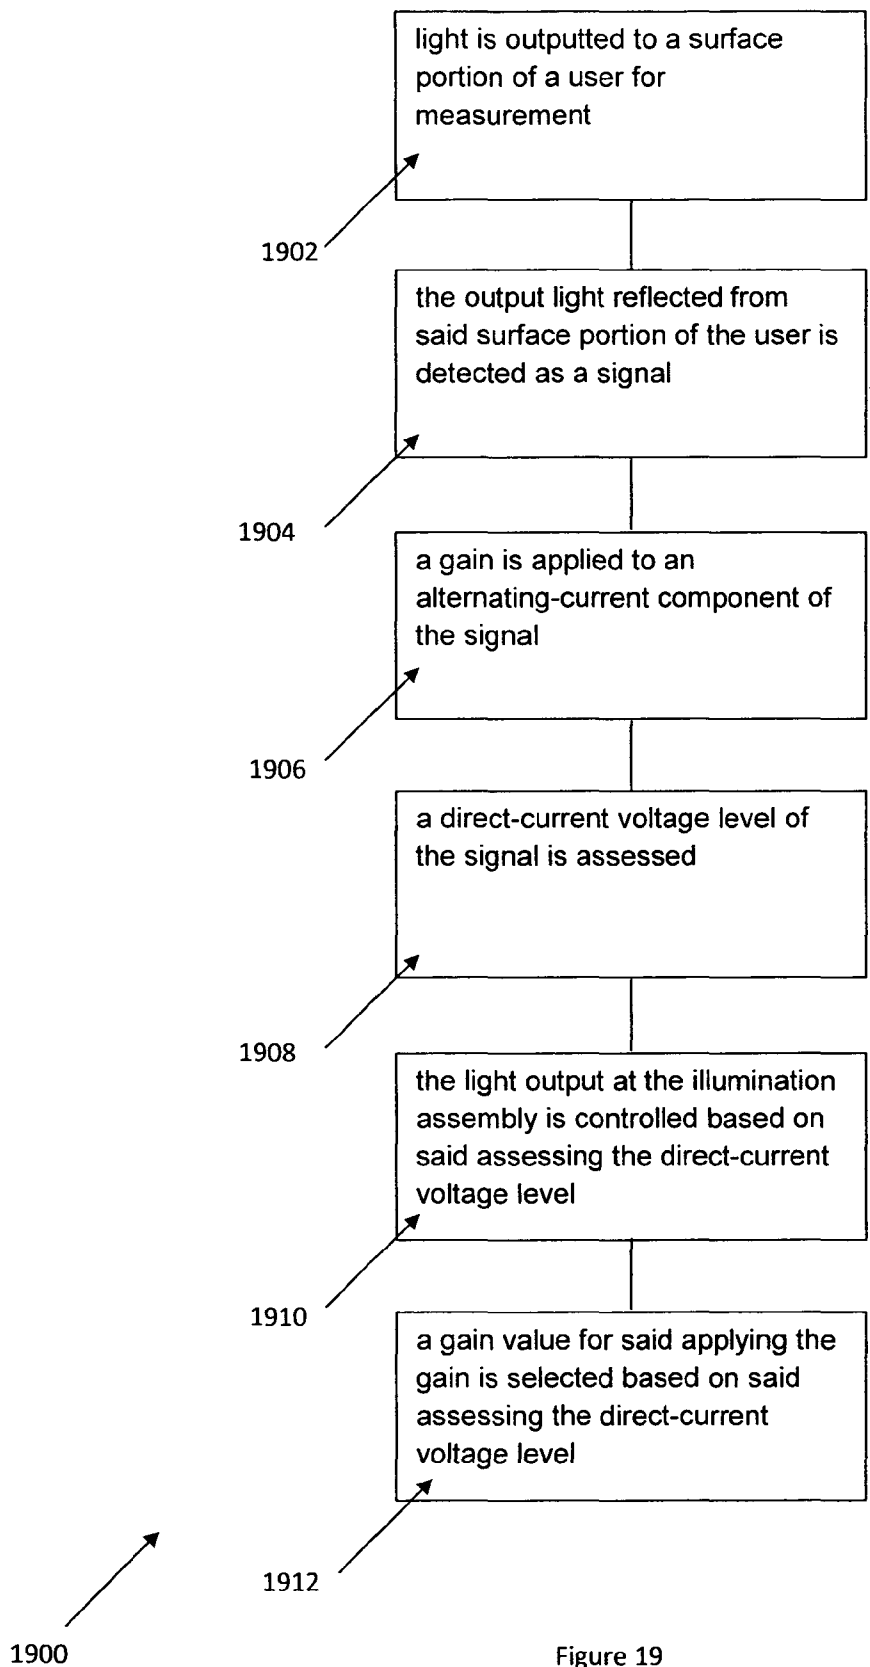 light is outputted to a surface
portion of a user for
measurement
1902
the output light reflected from
said surface portion of the user is
detected as a signal
1904
a gain is applied to an
alternating-current component of
the signal
1906
a direct-current voltage level of
the signal is assessed
1908
the light output at the illumination
assembly is controlled based on
said assessing the direct-current
voltage level
1910
a gain value for said applying the
gain is selected based on said
assessing the direct-current
voltage level
1912
1900
Figure 19